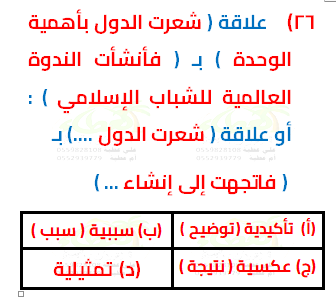 ٢٦) علاقة ( شعرت الدول بأهمية
الوحدة ) بـ ( فأنشأت الندوة
العالمية للشباب الإسلامي ) :
أو علاقة ( شعرت الدول ....) بـ
( فاتجهت إلى إنشاء ... )
(أ) تأكيدية (توضيح )
(ب) سببية ( سبب )
(ج) عكسية ( نتيجة )
(د) تمثيلية